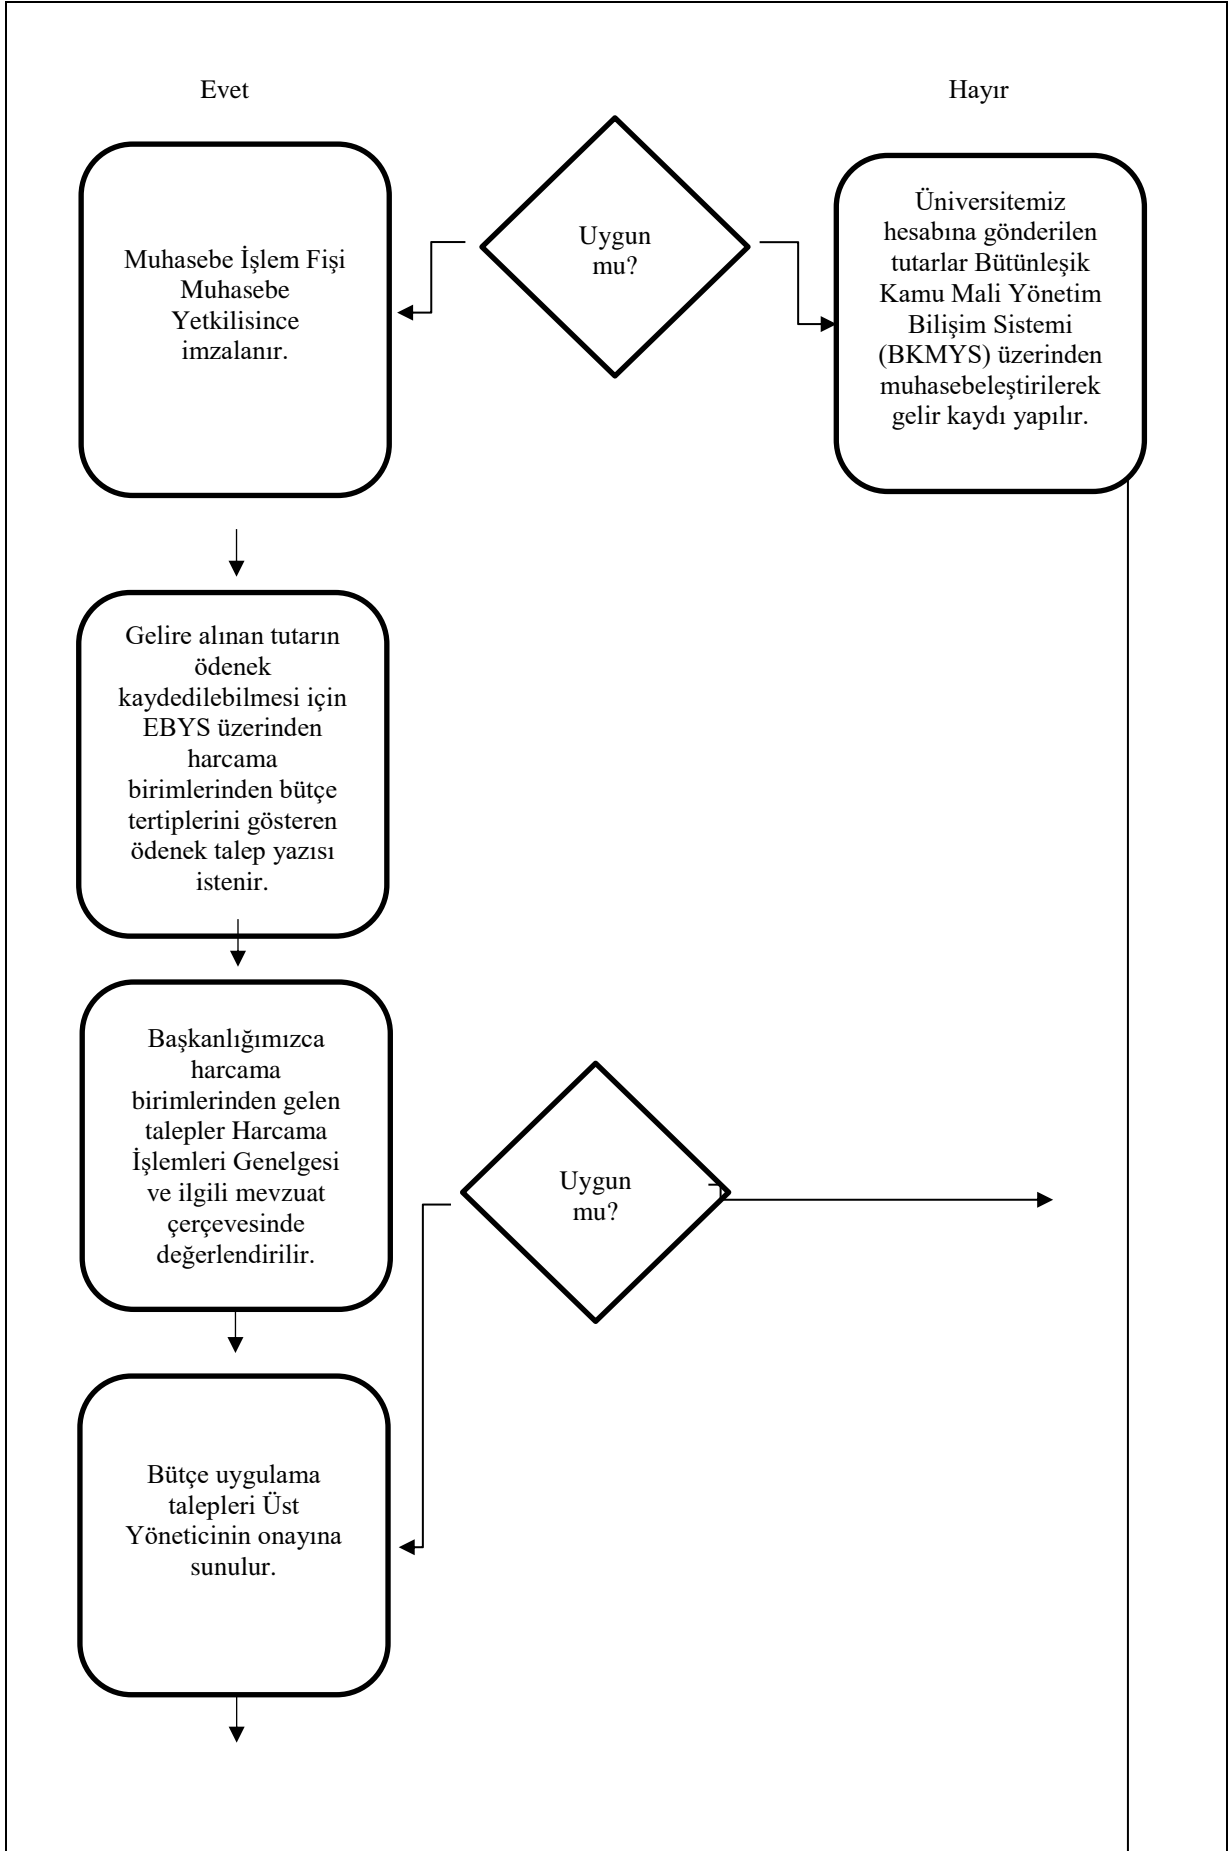 Evet
Hayır
Muhasebe İşlem Fişi
Muhasebe
Yetkilisince
imzalanır.
Uygun
mu?
Üniversitemiz
hesabına gönderilen
tutarlar Bütünleşik
Kamu Mali Yönetim
Bilişim Sistemi
(BKMYS) üzerinden
muhasebeleştirilerek
gelir kaydı yapılır.
Gelire alınan tutarın
ödenek
kaydedilebilmesi için
EBYS üzerinden
harcama
birimlerinden bütçe
tertiplerini gösteren
ödenek talep yazısı
istenir.
Başkanlığımızca
harcama
birimlerinden gelen
talepler Harcama
İşlemleri Genelgesi
ve ilgili mevzuat
çerçevesinde
değerlendirilir.
Uygun
mu?
Bütçe uygulama
talepleri Üst
Yöneticinin onayına
sunulur.